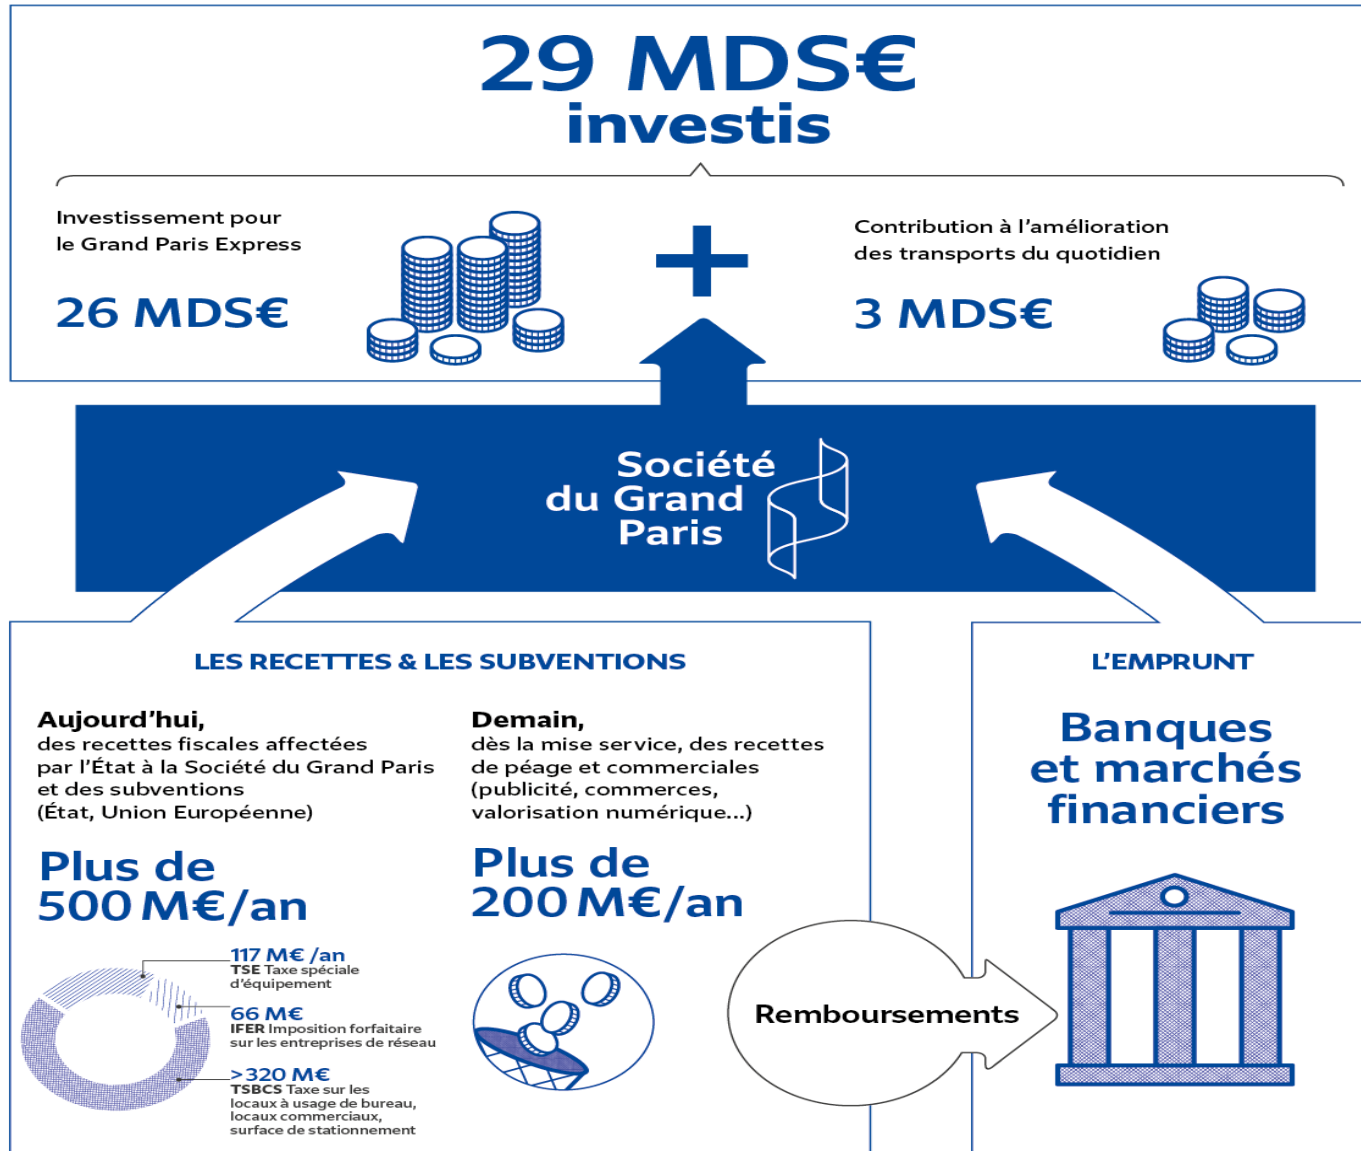 29 MDS€
investis
Investissement pour
le Grand Paris Express
26 MDS€
+
Contribution à l'amélioration
des transports du quotidien
3 MDS€
Société
du Grand
Paris
LES RECETTES & LES SUBVENTIONS
Aujourd'hui,
des recettes fiscales affectées
par l'État à la Société du Grand Paris
et des subventions
(État, Union Européenne)
Plus de
500 M€/an
117 M€ /an
TSE Taxe spéciale
d'équipement
66 M€
IFER Imposition forfaitaire
sur les entreprises de réseau
>320 M€
TSBCS Taxe sur les
locaux à usage de bureau,
locaux commerciaux,
surface de stationnement
Demain,
dès la mise service, des recettes
de péage et commerciales
(publicité, commerces,
valorisation numérique...)
Plus de
200 M€/an
Remboursements
L'EMPRUNT
Banques
et marchés
financiers